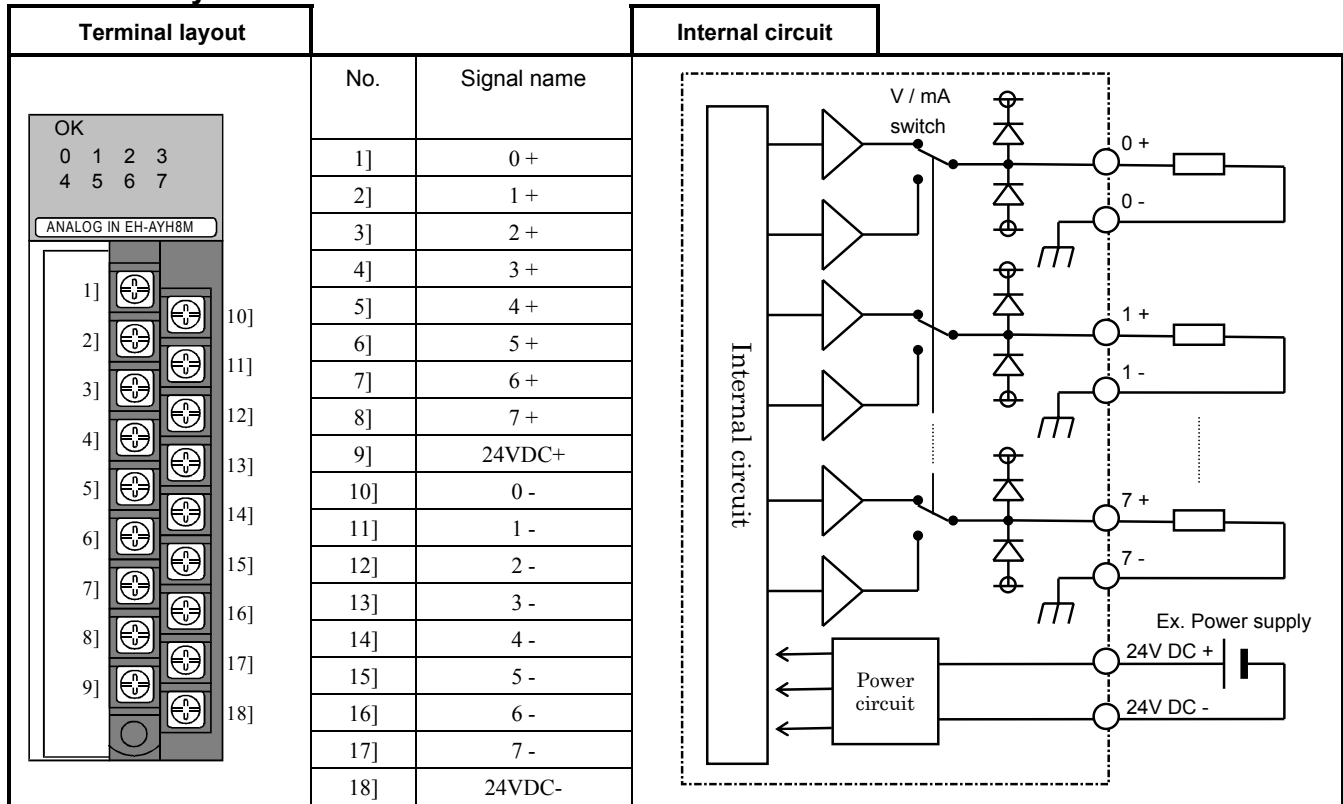 Terminal layout
Internal circuit
OK
0 1 2 3
4 5 6 7
ANALOG IN EH-AYH8M
1]
2]
3]
4]
5]
6]
7]
8]
9]
10]
11]
12]
13]
14]
15]
16]
17]
18]
No. Signal name
1] 0 +
2] 1 +
3] 2 +
4] 3 +
5] 4 +
6] 5 +
7] 6 +
8] 7 +
9] 24VDC+
10] 0 -
11] 1 -
12] 2 -
13] 3 -
14] 4 -
15] 5 -
16] 6 -
17] 7 -
18] 24VDC-
V / mA
switch
Internal circuit
0 +
0 -
1 +
1 -
7 +
7 -
Ex. Power supply
24V DC +
Power
circuit
24V DC -